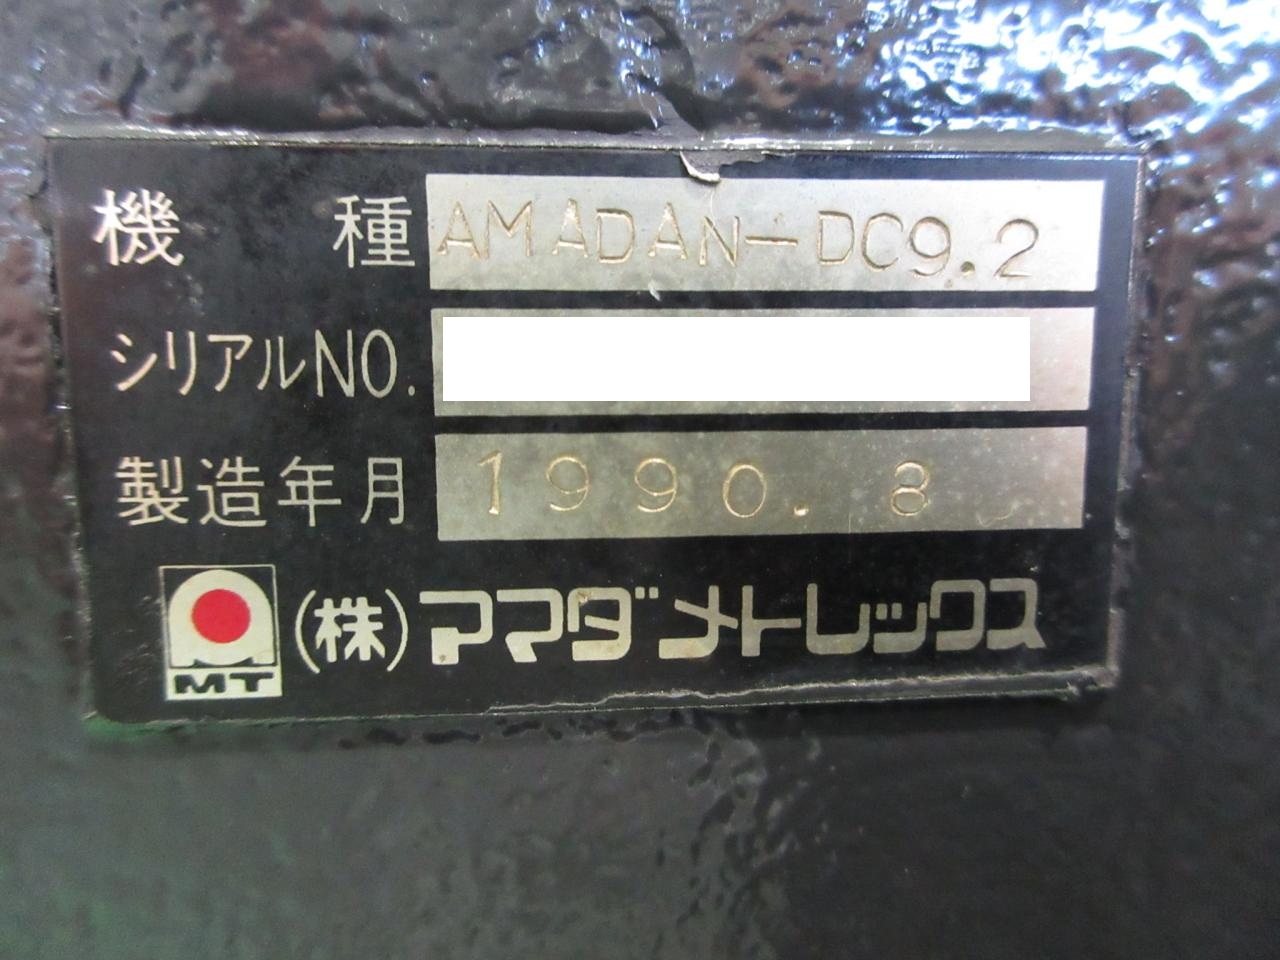 機 種 AMADAN-DC9.2
シリアルNO.
製造年月 1990. 8
MT (株)アマダメトレックス